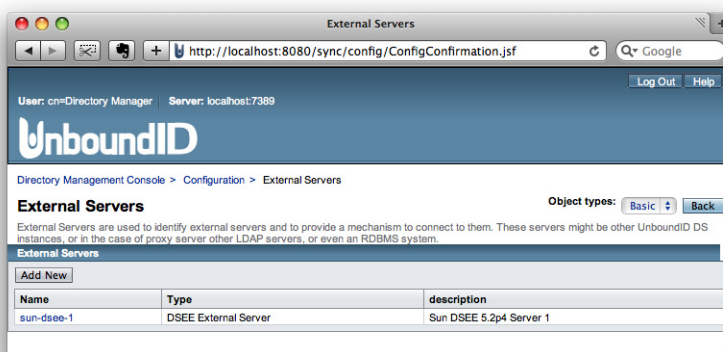 External Servers
http://localhost:8080/sync/config/ConfigConfirmation.jsf
Google
Log Out Help
User: cn=Directory Manager Server: localhost:7389
UnboundID
Directory Management Console > Configuration > External Servers
External Servers
Object types: Basic Back
External Servers are used to identify external servers and to provide a mechanism to connect to them. These servers might be other UnboundID DS
instances, or in the case of proxy server other LDAP servers, or even an RDBMS system.
External Servers
Add New
Name Type description
sun-dsee-1 DSEE External Server Sun DSEE 5.2p4 Server 1